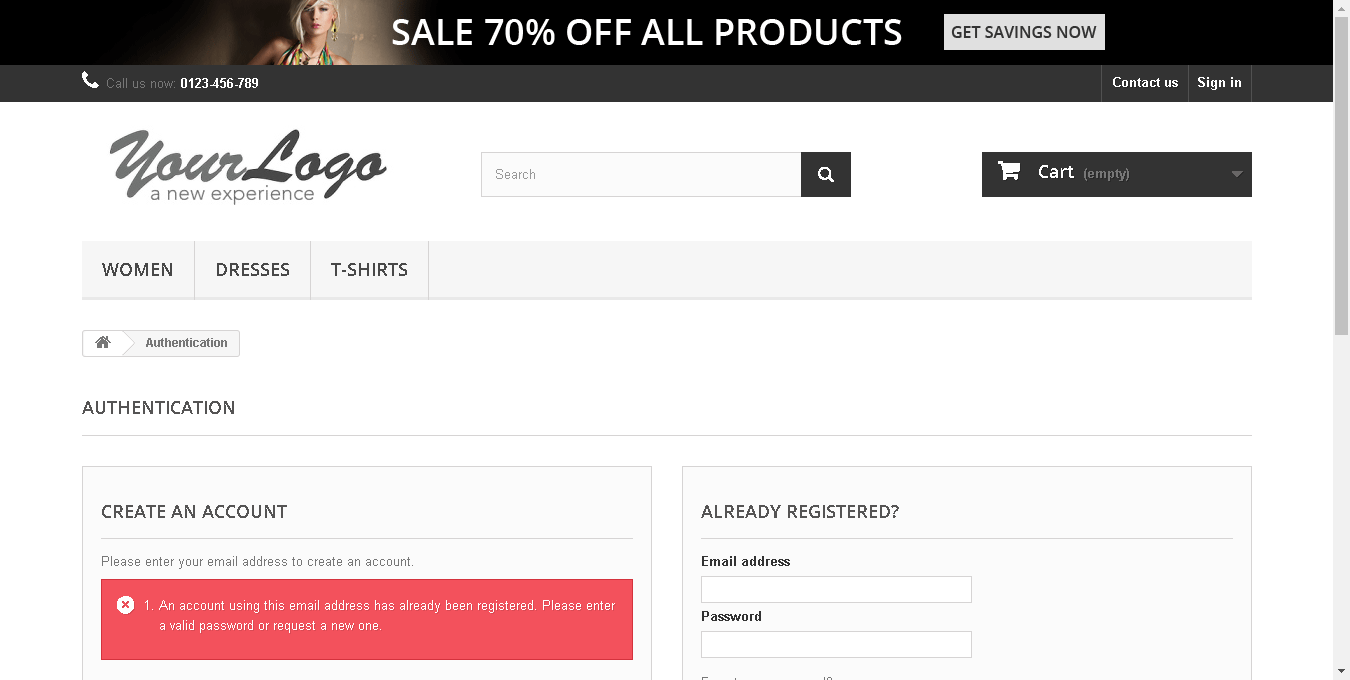 SALE 70% OFF ALL PRODUCTS
GET SAVINGS NOW
Call us now: 0123-456-789
Contact us
Sign in
YourLogo
a new experience
Search
Cart (empty)
WOMEN
DRESSES
T-SHIRTS
Authentication
AUTHENTICATION
CREATE AN ACCOUNT
Please enter your email address to create an account.
1. An account using this email address has already been registered. Please enter
a valid password or request a new one.
ALREADY REGISTERED?
Email address
Password